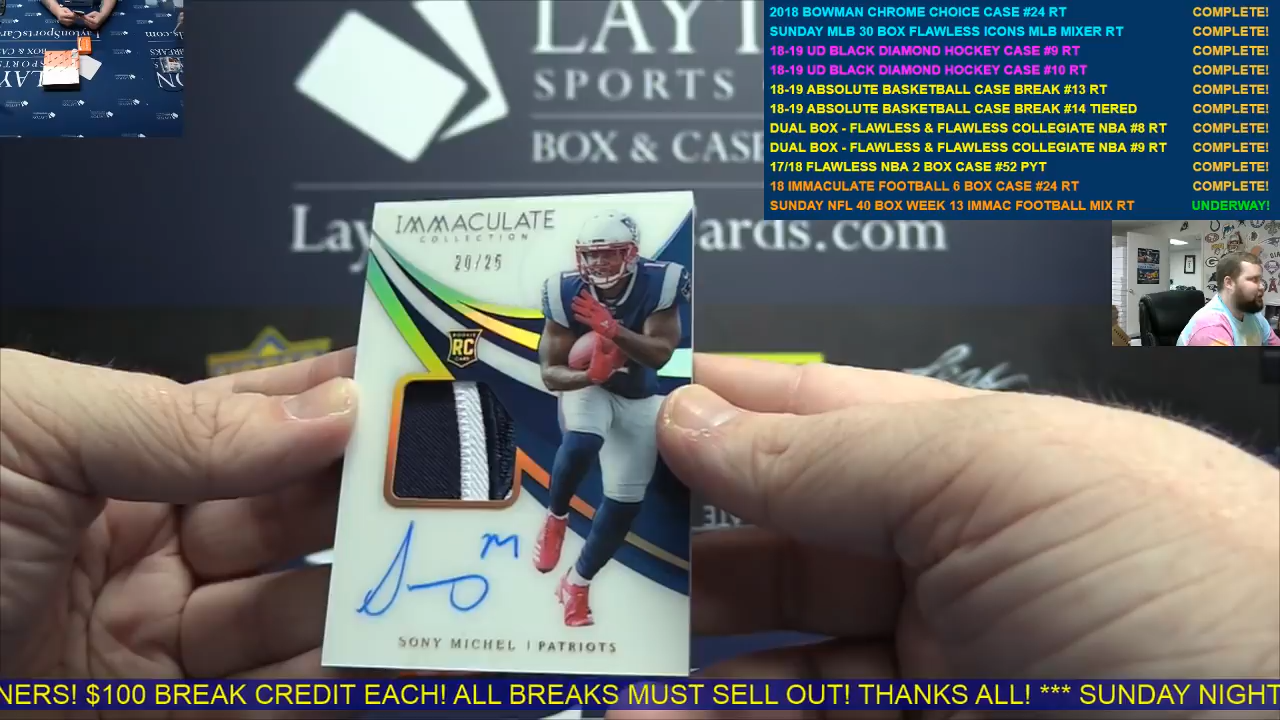 2018 BOWMAN CHROME CHOICE CASE #24 RT COMPLETE!
SUNDAY MLB 30 BOX FLAWLESS ICONS MLB MIXER RT COMPLETE!
18-19 UD BLACK DIAMOND HOCKEY CASE #9 RT COMPLETE!
18-19 UD BLACK DIAMOND HOCKEY CASE #10 RT COMPLETE!
18-19 ABSOLUTE BASKETBALL CASE BREAK #13 RT COMPLETE!
18-19 ABSOLUTE BASKETBALL CASE BREAK #14 TIERED COMPLETE!
DUAL BOX - FLAWLESS & FLAWLESS COLLEGIATE NBA #8 RT COMPLETE!
DUAL BOX - FLAWLESS & FLAWLESS COLLEGIATE NBA #9 RT COMPLETE!
17/18 FLAWLESS NBA 2 BOX CASE #52 PYT COMPLETE!
18 IMMACULATE FOOTBALL 6 BOX CASE #24 RT COMPLETE!
SUNDAY NFL 40 BOX WEEK 13 IMMAC FOOTBALL MIX RT UNDERWAY!
LAYT
SPORTS
BOX & CASE
Lay ards.com
IMMACULATE
COLLECTION
20/25
ROOKIE
RC
CARD
SONY MICHEL | PATRIOTS
NERS! $100 BREAK CREDIT EACH! ALL BREAKS MUST SELL OUT! THANKS ALL! *** SUNDAY NIGHT